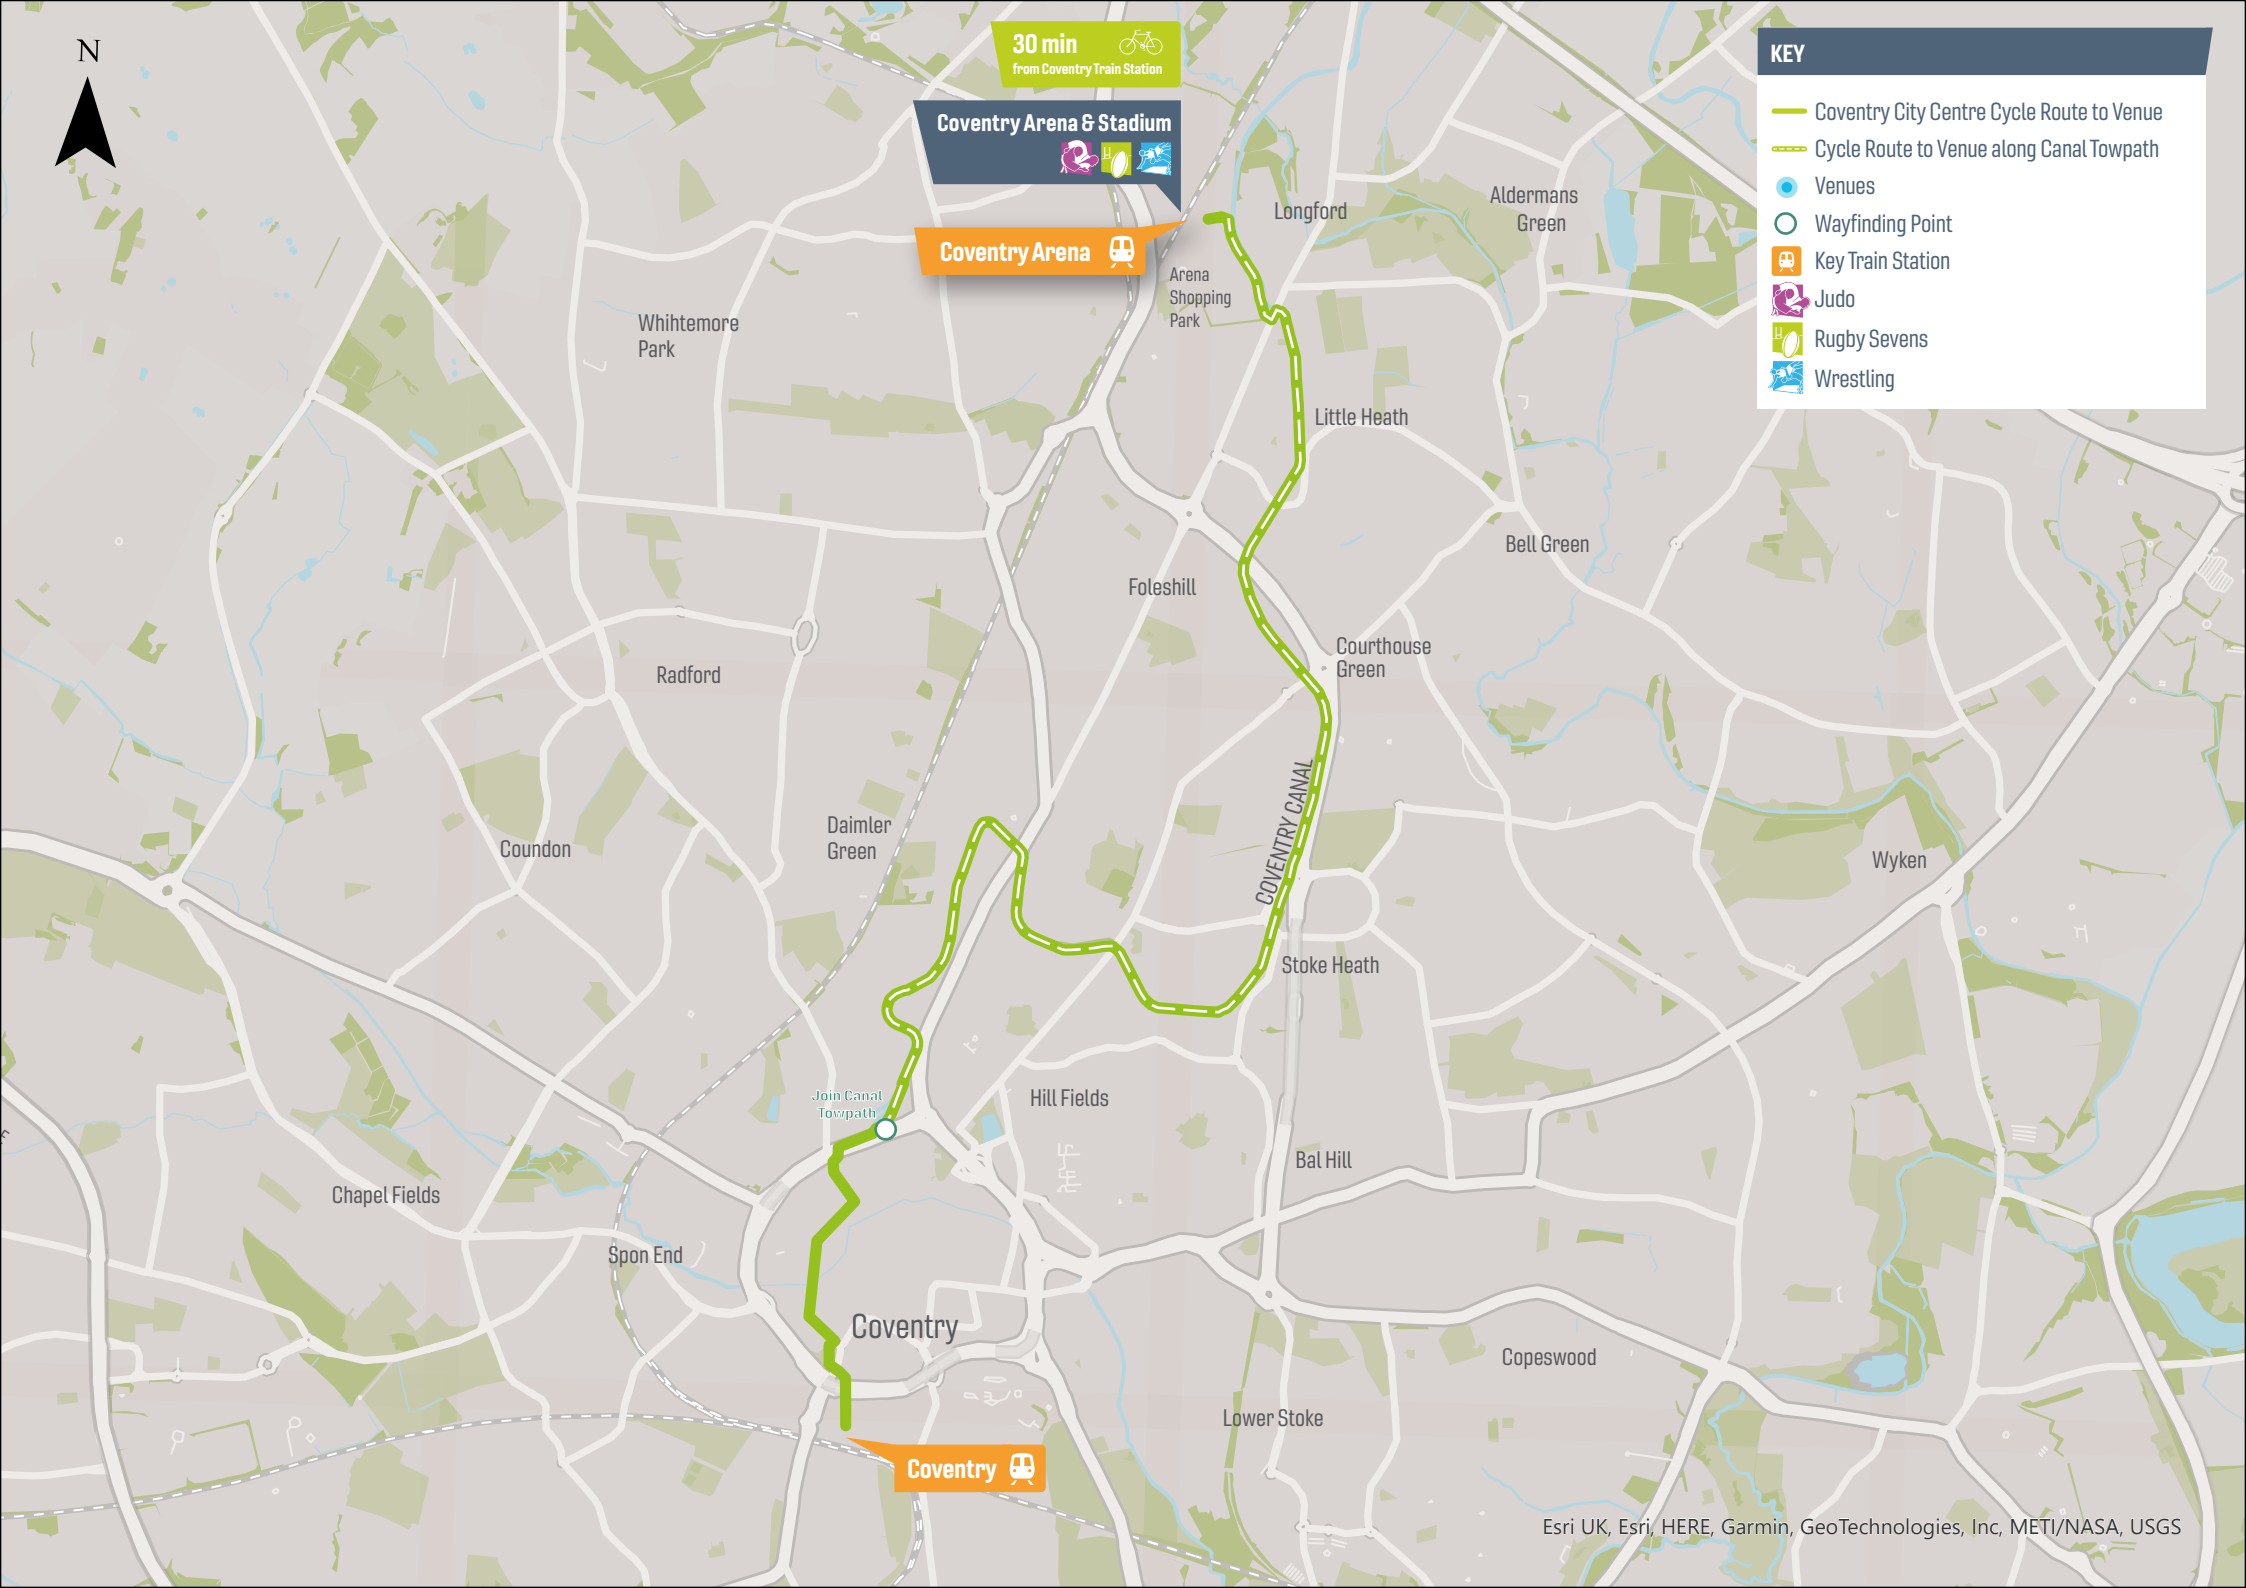 N
30 min
from Coventry Train Station
Coventry Arena & Stadium
Coventry Arena
KEY
Coventry City Centre Cycle Route to Venue
Cycle Route to Venue along Canal Towpath
Venues
Wayfinding Point
Key Train Station
Judo
Rugby Sevens
Wrestling
Longford
Aldermans
Green
Arena
Shopping
Park
Whihtemore
Park
Little Heath
Bell Green
Foleshill
Courthouse
Green
Radford
COVENTRY CANAL
Daimler
Green
Coundon
Wyken
Stoke Heath
Join Canal
Towpath
Hill Fields
Bal Hill
Chapel Fields
Spon End
Coventry
Copeswood
Lower Stoke
Coventry
Esri UK, Esri, HERE, Garmin, GeoTechnologies, Inc, METI/NASA, USGS